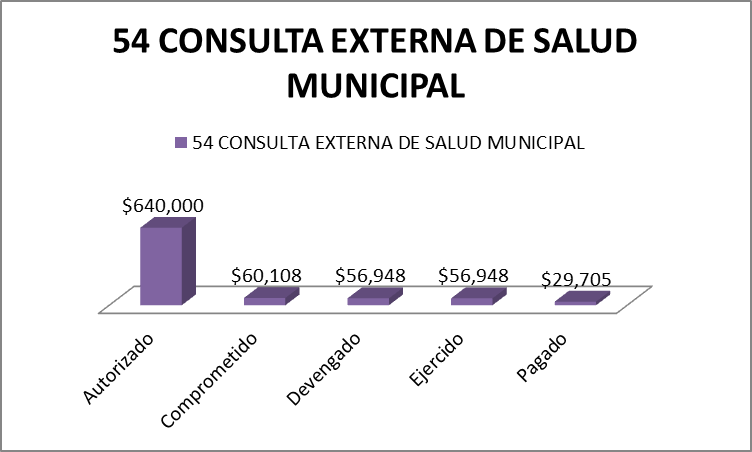 54 CONSULTA EXTERNA DE SALUD
MUNICIPAL
54 CONSULTA EXTERNA DE SALUD MUNICIPAL
$640,000
$60,108
$56,948
$56,948
$29,705
Autorizado
Comprometido
Devengado
Ejercido
Pagado